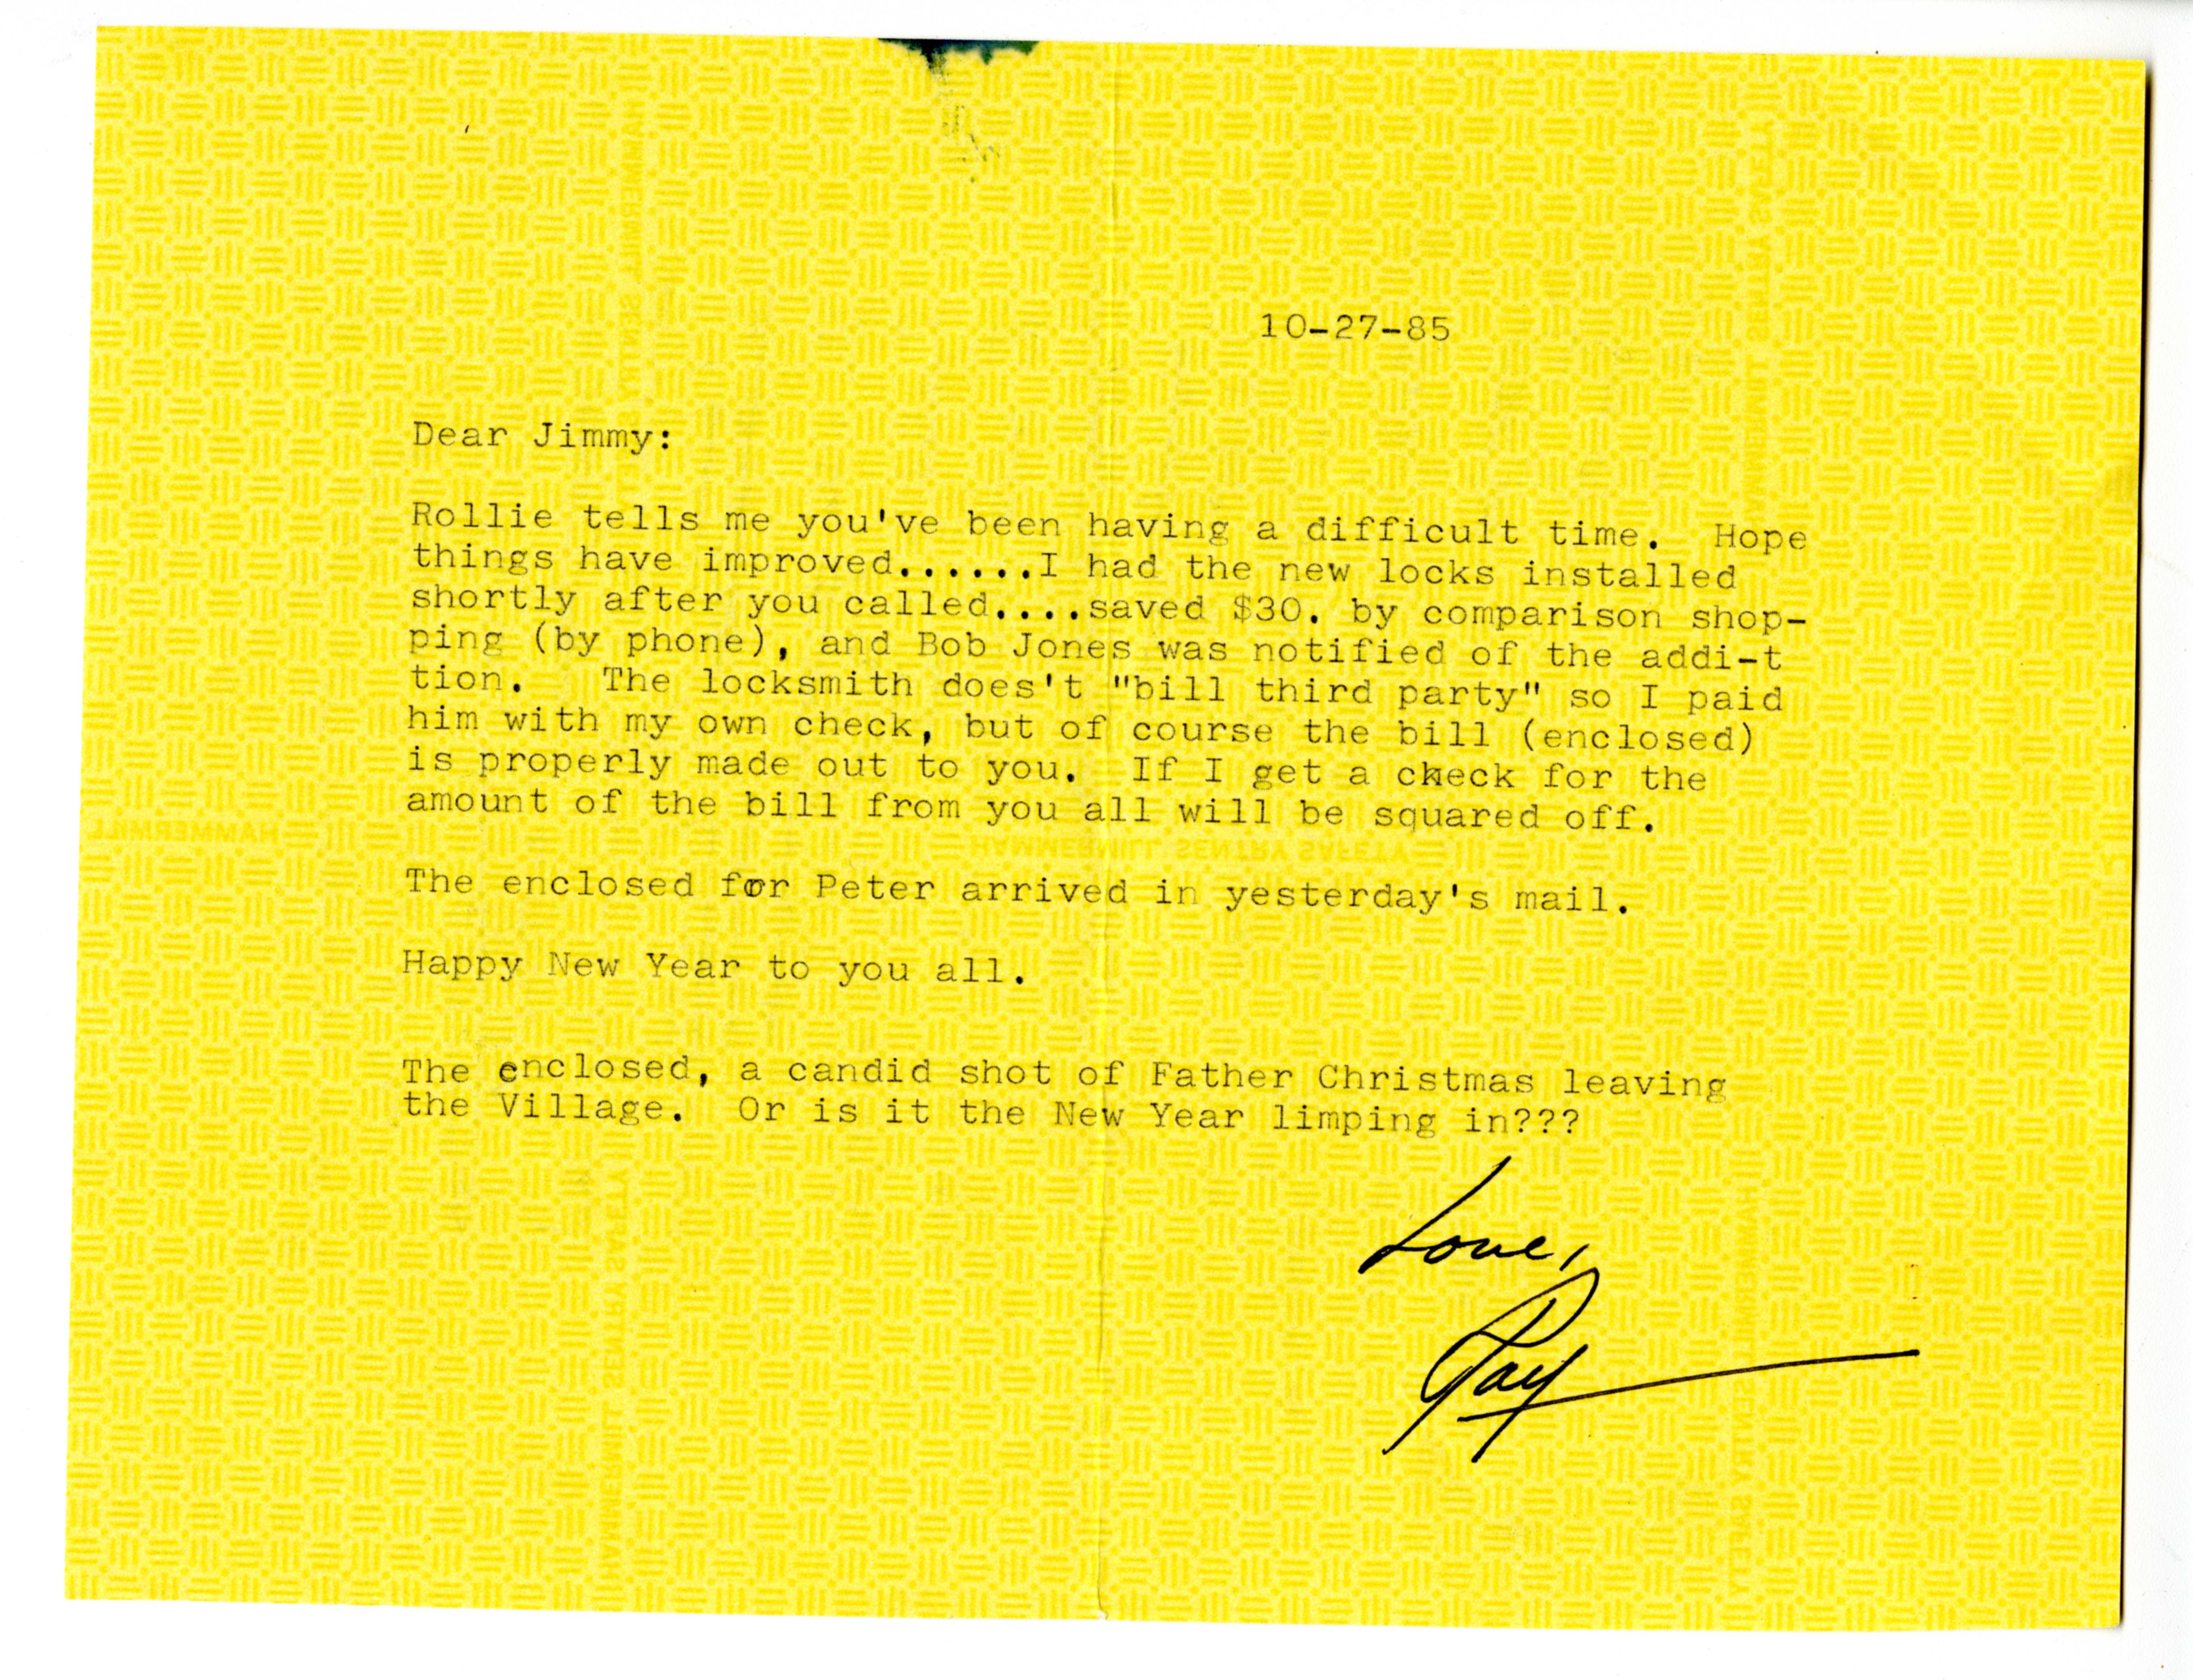 10-27-85
Dear Jimmy:
Rollie tells me you've been having a difficult time.  Hope
things have improved......I had the new locks installed
shortly after you called....saved $30. by comparison shop-
ping (by phone), and Bob Jones was notified of the addi-t
tion.   The locksmith does't "bill third party" so I paid
him with my own check, but of course the bill (enclosed)
is properly made out to you.  If I get a check for the
amount of the bill from you all will be squared off.
HAMMERMILL
HAMMERMILL SENTRY SAFETY
The enclosed for Peter arrived in yesterday's mail.
Happy New Year to you all.
The enclosed, a candid shot of Father Christmas leaving
the Village.  Or is it the New Year limping in???
Love,
Ray